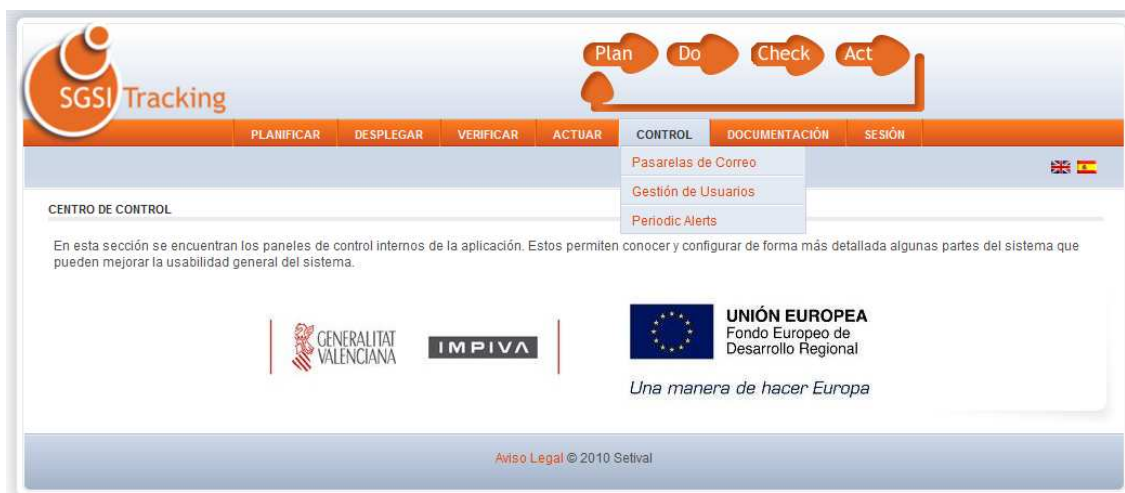 Plan Do Check Act
SGSI Tracking
PLANIFICAR DESPLEGAR VERIFICAR ACTUAR CONTROL DOCUMENTACIÓN SESIÓN
Pasarelas de Correo
Gestión de Usuarios
Periodic Alerts
CENTRO DE CONTROL
En esta sección se encuentran los paneles de control internos de la aplicación. Estos permiten conocer y configurar de forma más detallada algunas partes del sistema que
pueden mejorar la usabilidad general del sistema.
GENERALITAT
VALENCIANA
IMPIVA
UNIÓN EUROPEA
Fondo Europeo de
Desarrollo Regional
Una manera de hacer Europa
Aviso Legal © 2010 Setival